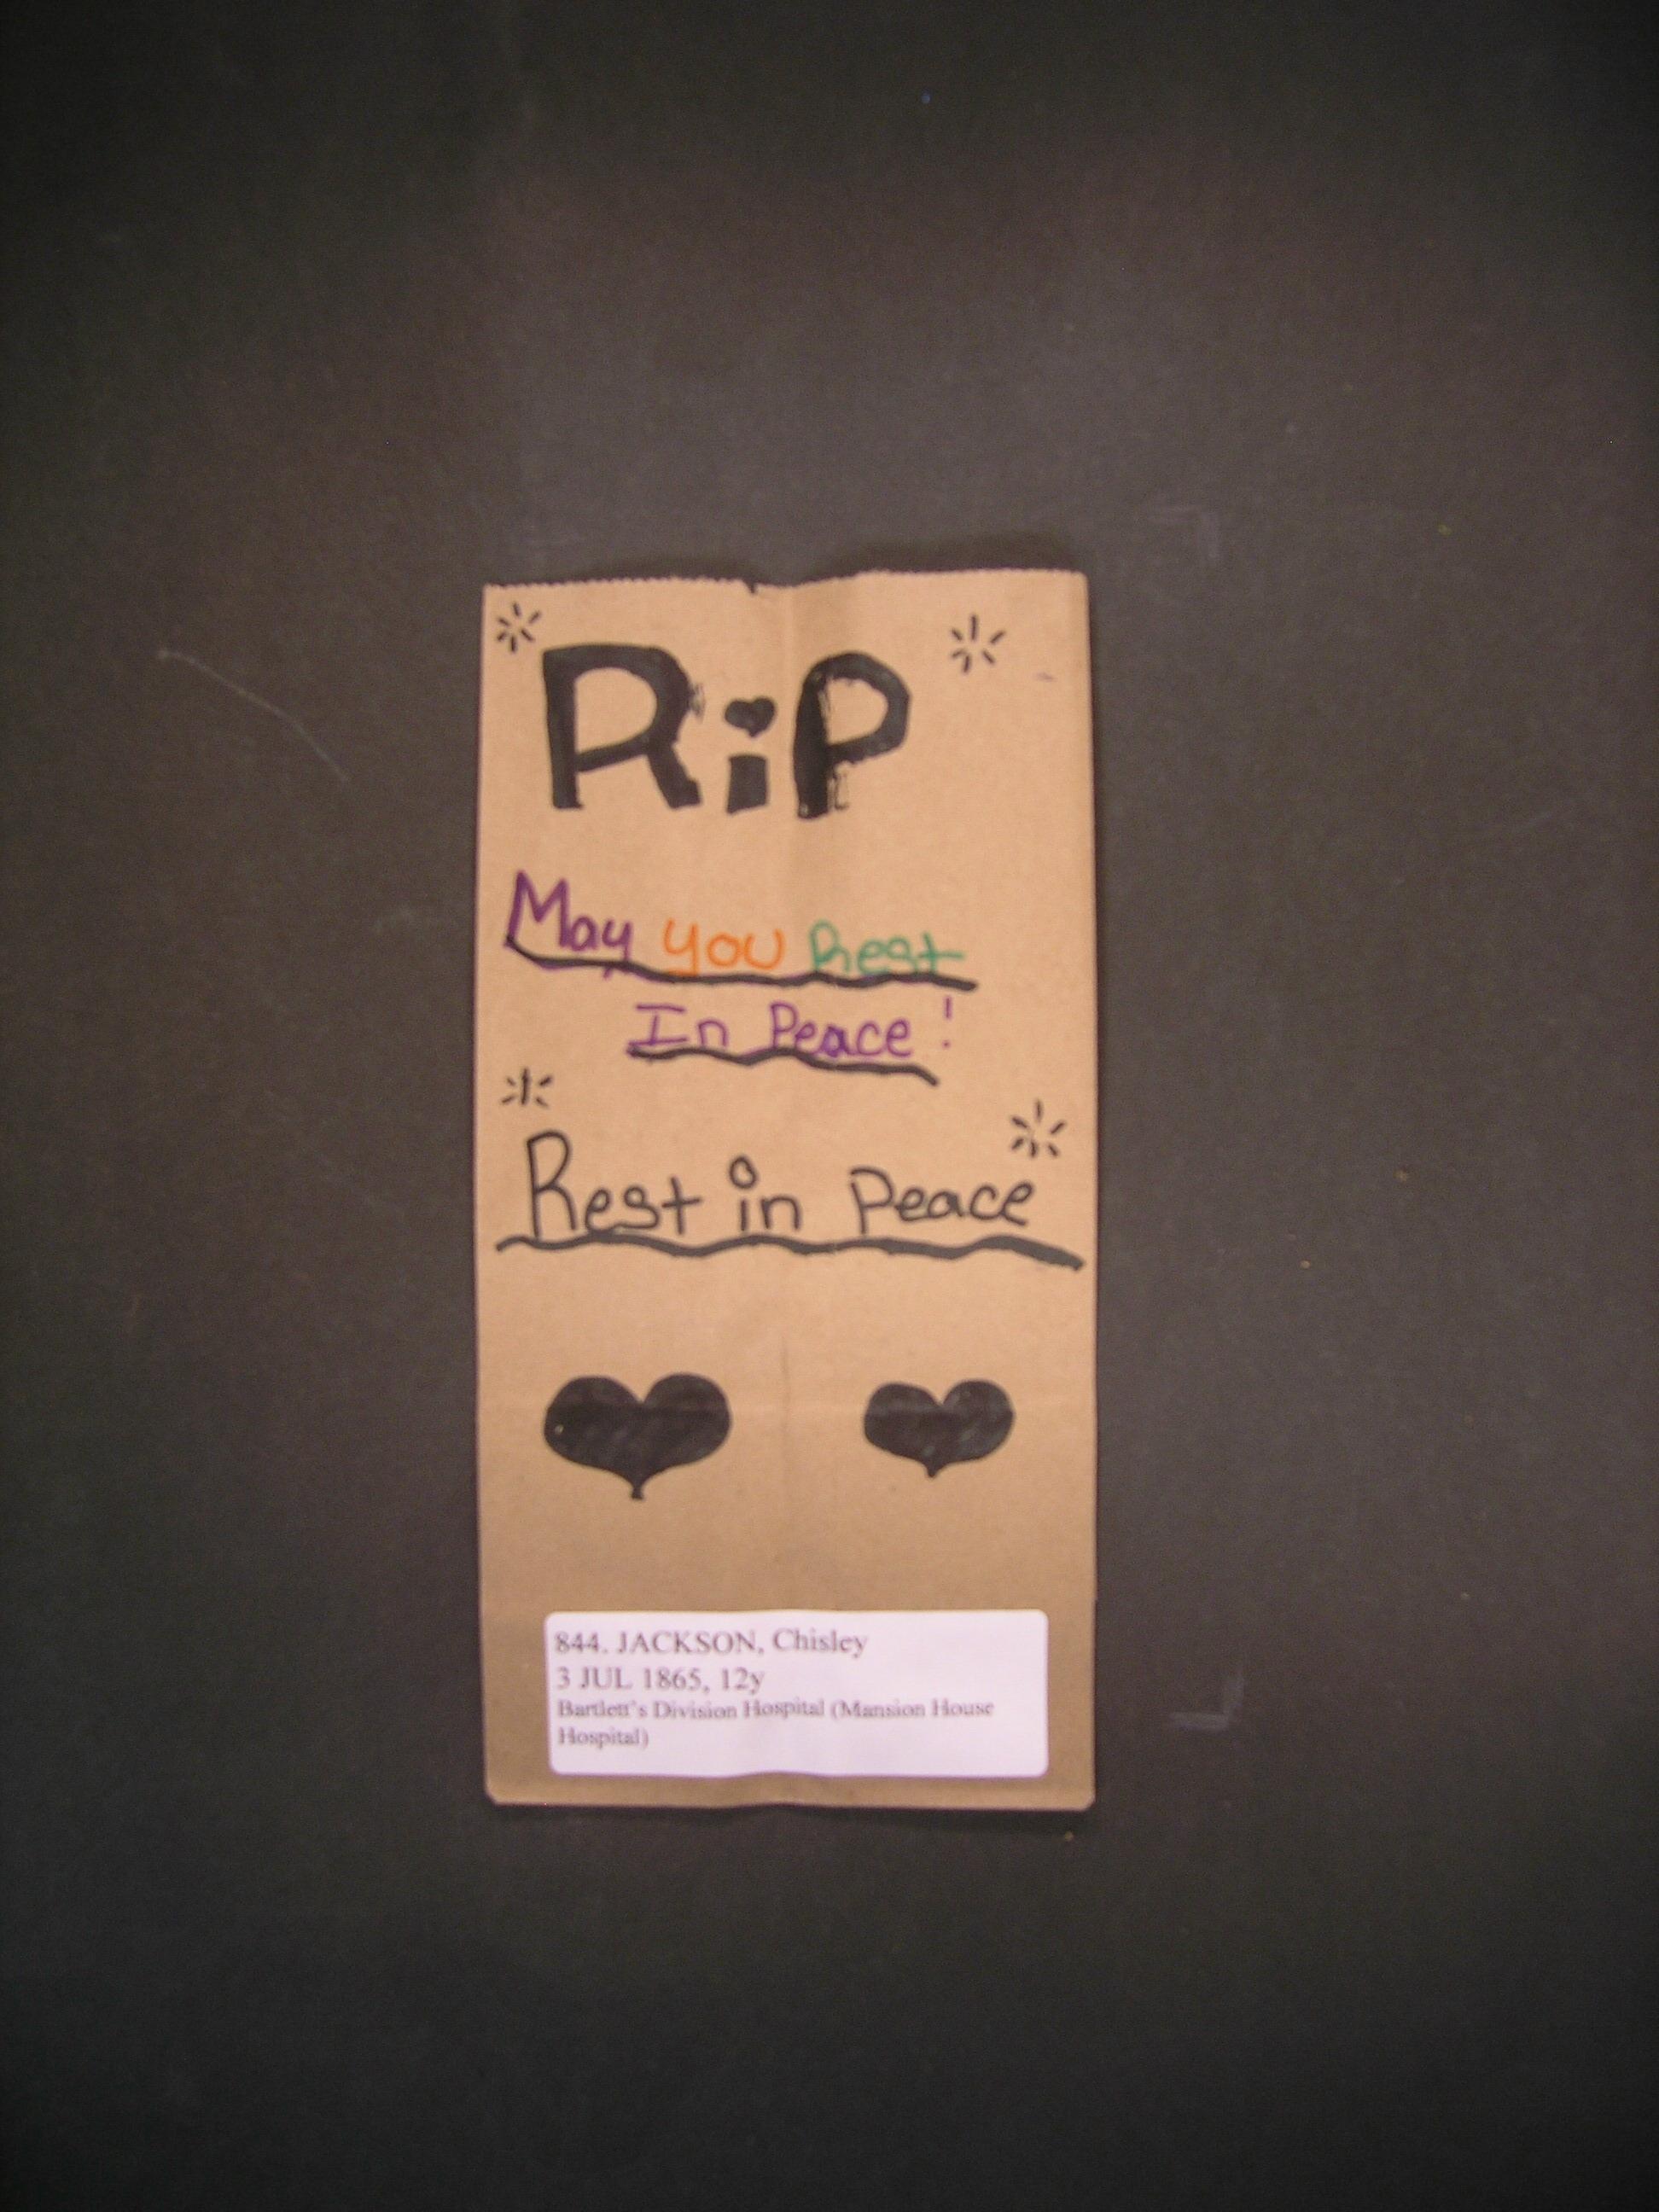 RiP
May you Rest
In Peace!
Rest in Peace
844. JACKSON, Chisley
3 JUL 1865, 12y
Bartlett's Division Hospital (Mansion House
Hospital)